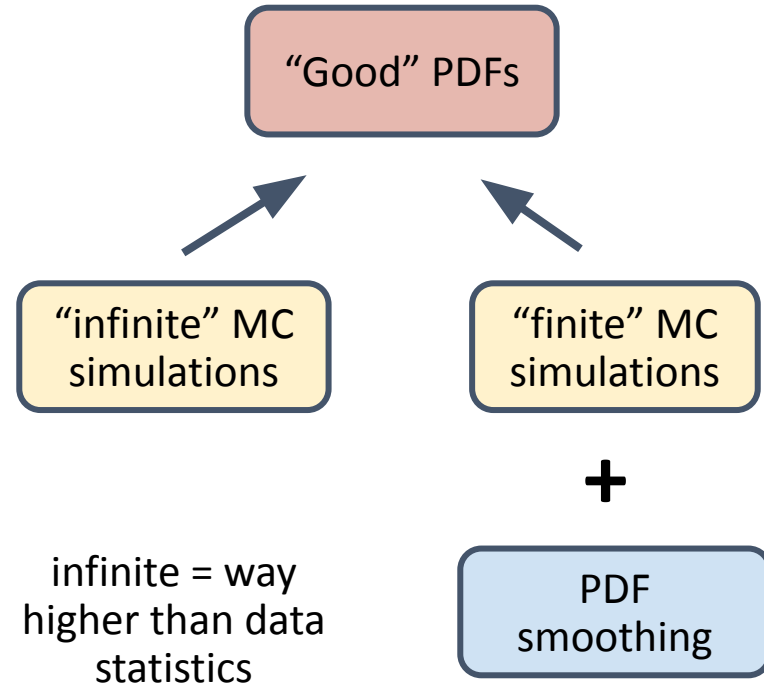 “Good” PDFs
“infinite” MC
simulations
“finite” MC
simulations
+
infinite = way
higher than data
statistics
PDF
smoothing